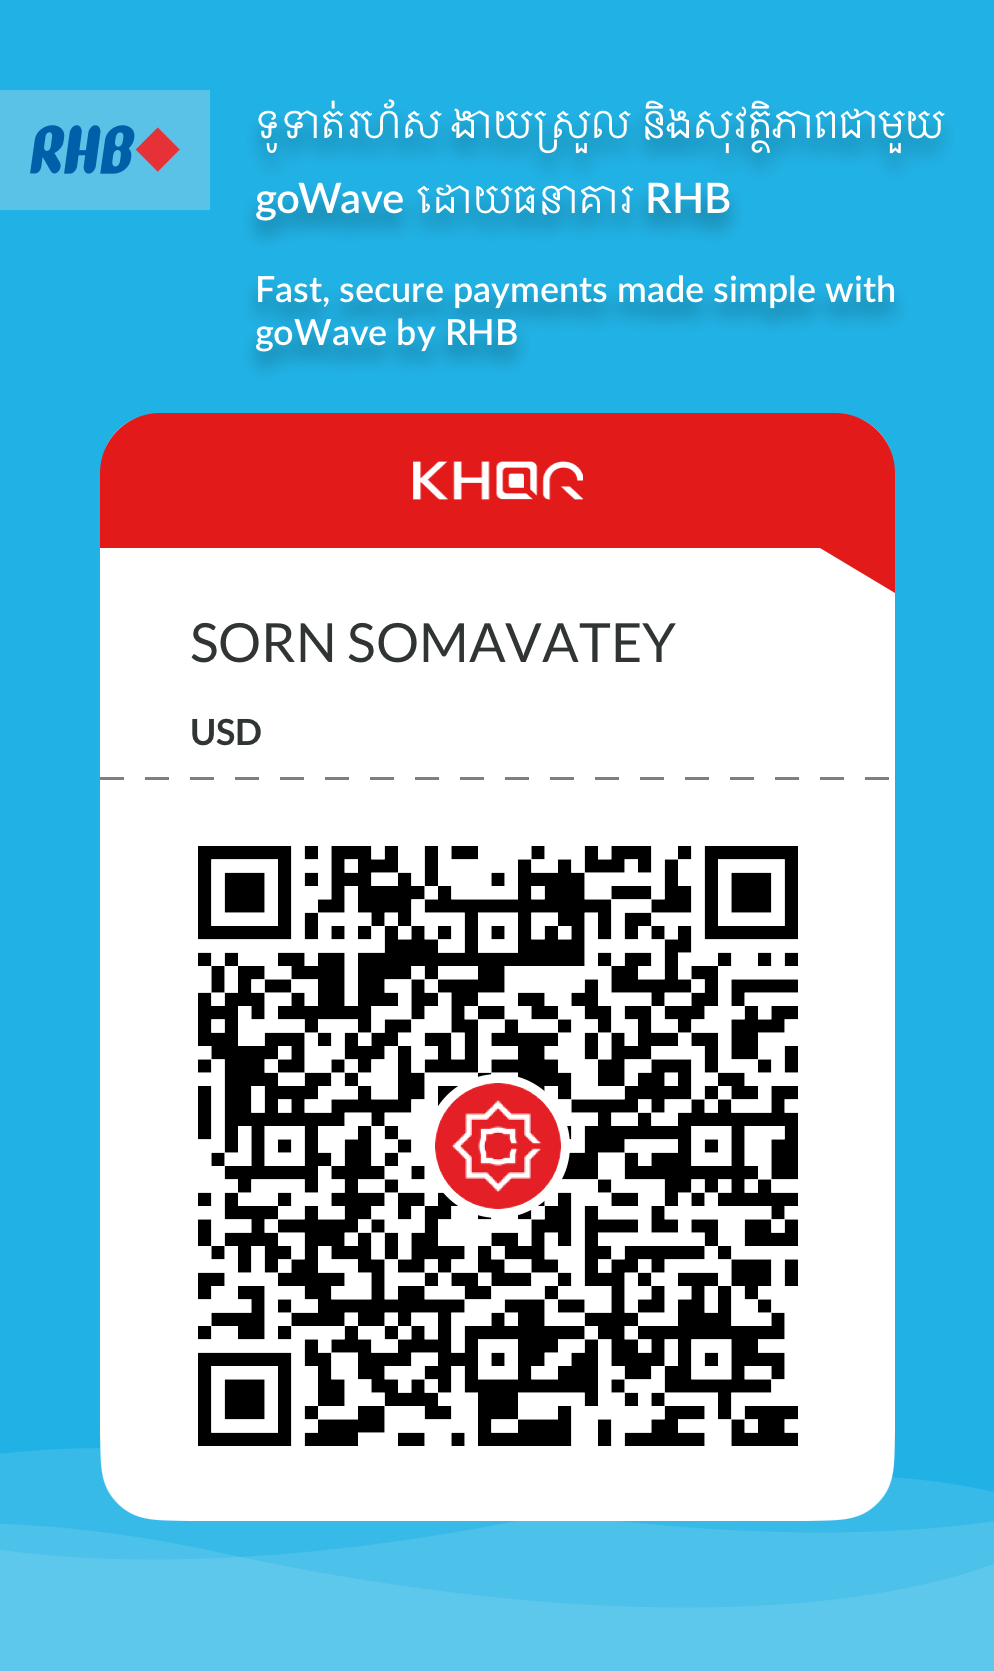 RHB
ទូទាត់រហ័ស ងាយស្រួល និងសុវត្ថិភាពជាមួយ
goWave ដោយធនាគារ RHB
Fast, secure payments made simple with
goWave by RHB
KHQR
SORN SOMAVATEY
USD